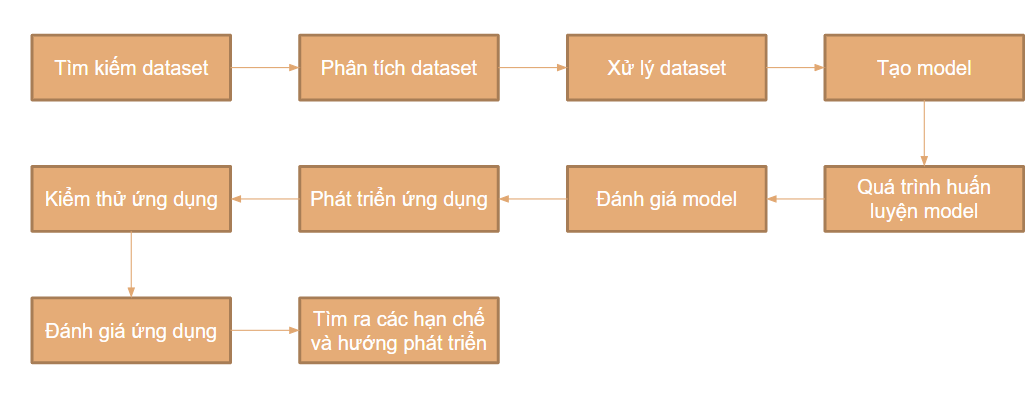 Tìm kiếm dataset
Phân tích dataset
Xử lý dataset
Tạo model
Quá trình huấn
luyện model
Đánh giá model
Phát triển ứng dụng
Kiểm thử ứng dụng
Đánh giá ứng dụng
Tìm ra các hạn chế
và hướng phát triển